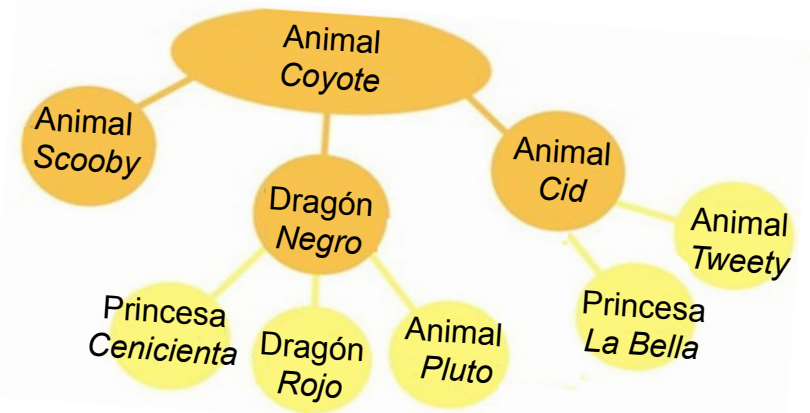 Animal
Coyote
Animal
Scooby
Dragón
Negro
Animal
Cid
Animal
Tweety
Princesa
Cenicienta
Dragón
Rojo
Animal
Pluto
Princesa
La Bella